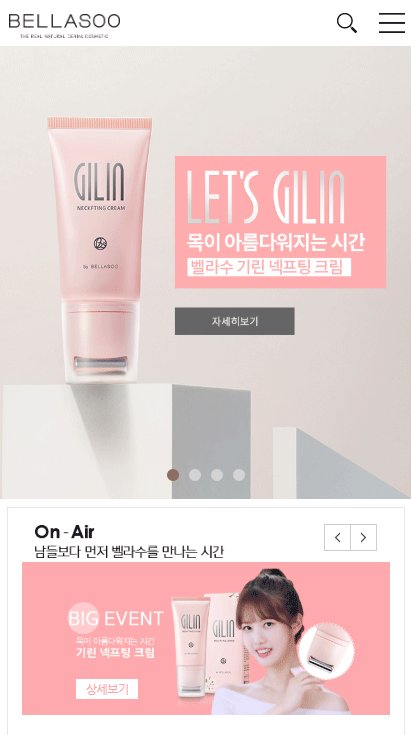 BELLASOO
THE REAL NATURAL DERMA COSMETIC
GILIN
NECKFTING CREAM
by BELLASOO
LET'S GILIN
목이 아름다워지는 시간
벨라수 기린 넥프팅 크림
자세히보기
On-Air
남들보다 먼저 벨라수를 만나는 시간
BIG EVENT
목이 아름다워지는 시간
기린 넥프팅 크림
상세보기
GILIN
GILIN